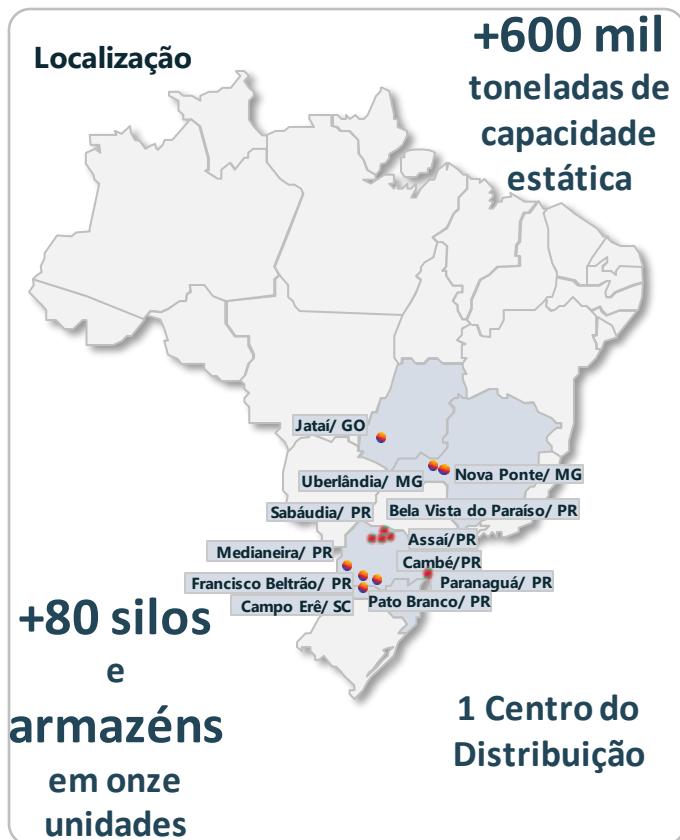 Localização
+600 mil
toneladas de
capacidade
estática
Jataí/ GO
Uberlândia/ MG
Nova Ponte/ MG
Sabáudia/ PR
Bela Vista do Paraíso/ PR
Assaí/PR
Medianeira/ PR
Cambé/PR
Francisco Beltrão/ PR
Paranaguá/ PR
Campo Erê/ SC
Pato Branco/ PR
+80 silos
e
armazéns
em onze
unidades
1 Centro do
Distribuição